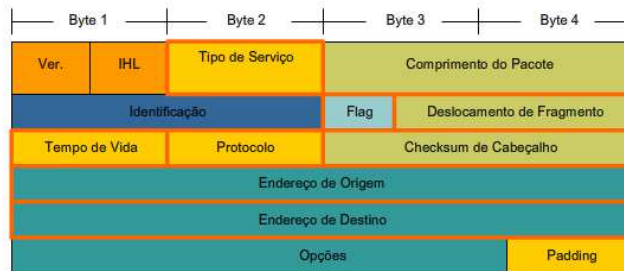 Byte 1 Byte 2 Byte 3 Byte 4
Ver. IHL Tipo de Serviço Comprimento do Pacote
Identificação Flag Deslocamento de Fragmento
Tempo de Vida Protocolo Checksum de Cabeçalho
Endereço de Origem
Endereço de Destino
Opções Padding